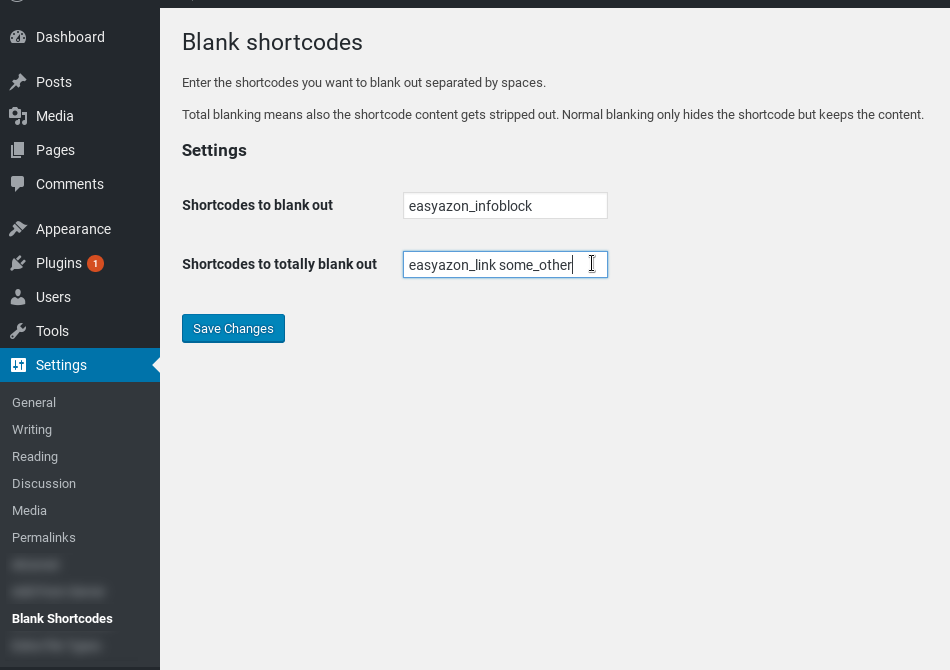 Dashboard
Posts
Media
Pages
Comments
Appearance
Plugins 1
Users
Tools
Settings
General
Writing
Reading
Discussion
Media
Permalinks
Blank Shortcodes
Blank shortcodes
Enter the shortcodes you want to blank out separated by spaces.
Total blanking means also the shortcode content gets stripped out. Normal blanking only hides the shortcode but keeps the content.
Settings
Shortcodes to blank out easyazon_infoblock
Shortcodes to totally blank out easyazon_link some_other
Save Changes